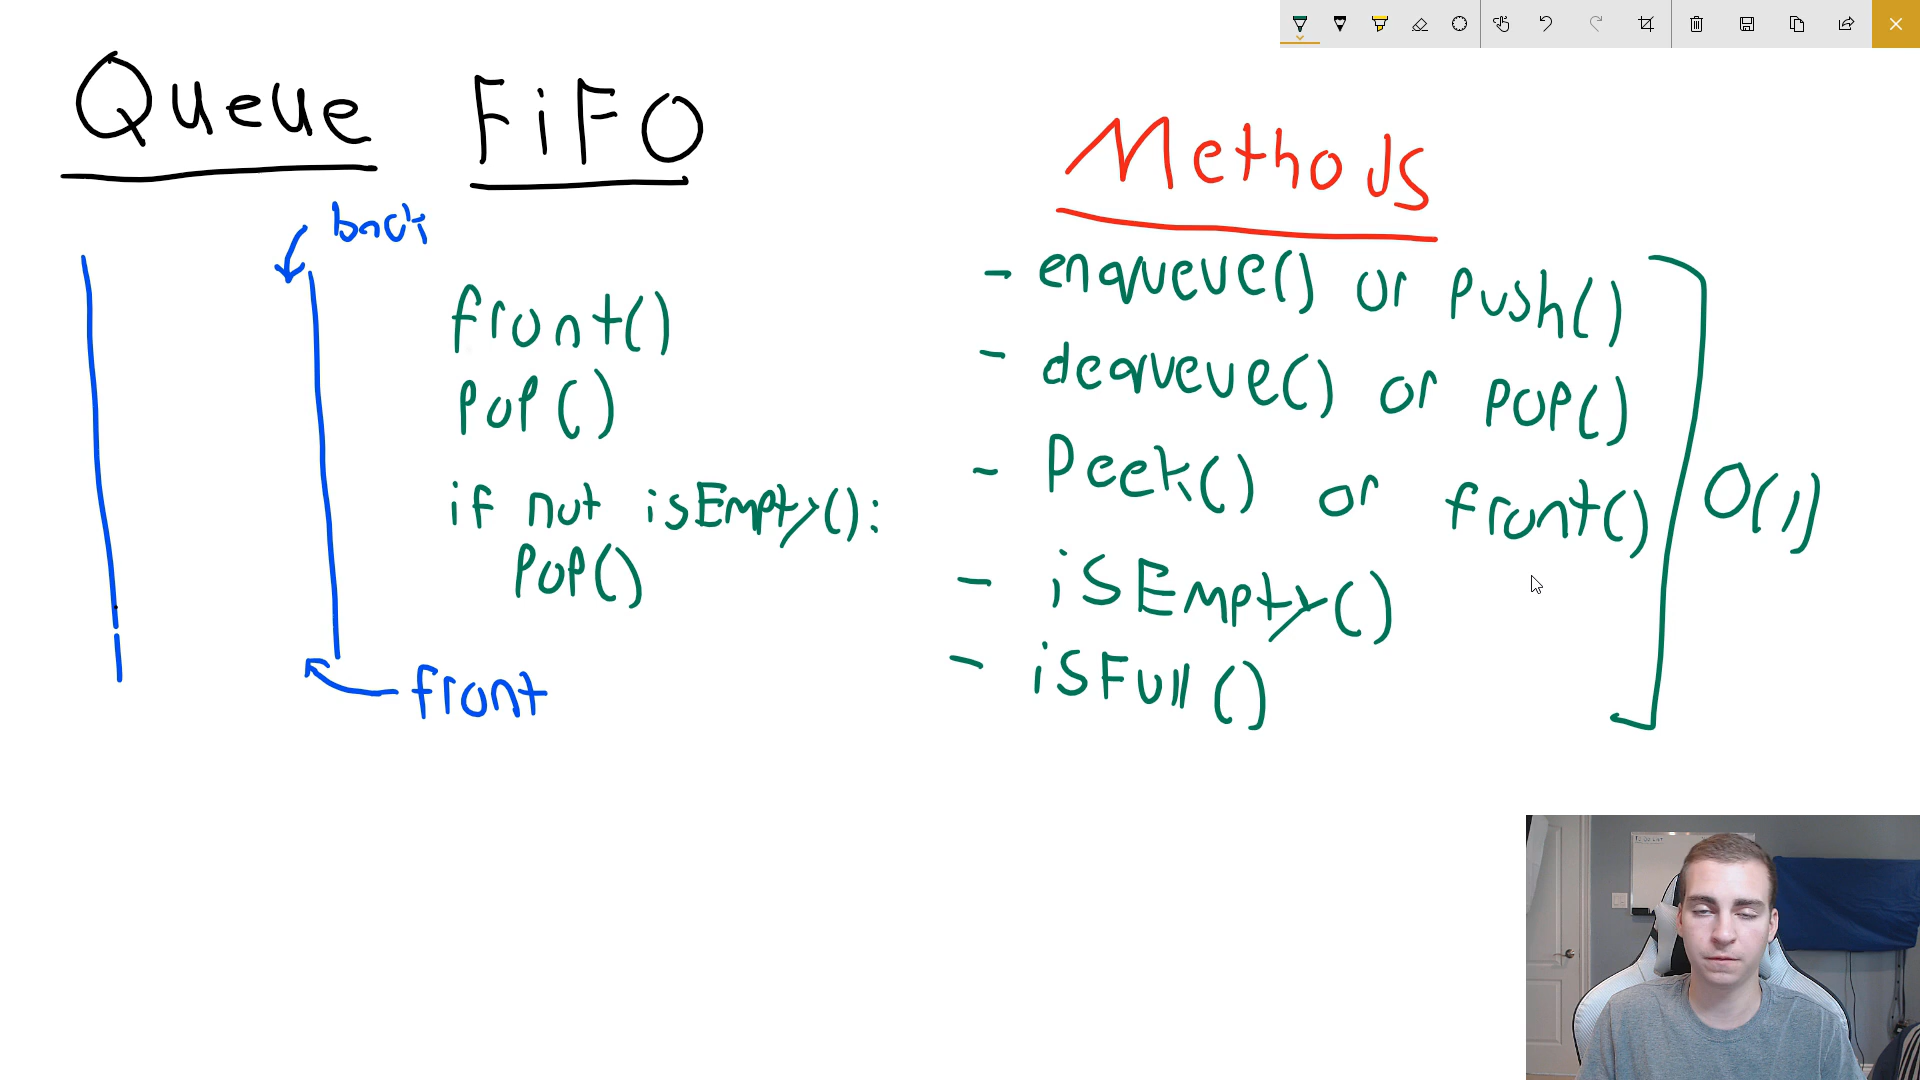 Queue FiFO
back
front()
POP()
if not isEmpty():
POP()
front
Methods
- enqueue() or push()
- dequeue() or pop()
- Peek() or front()
- isEmpty()
- isFull()
O(1)